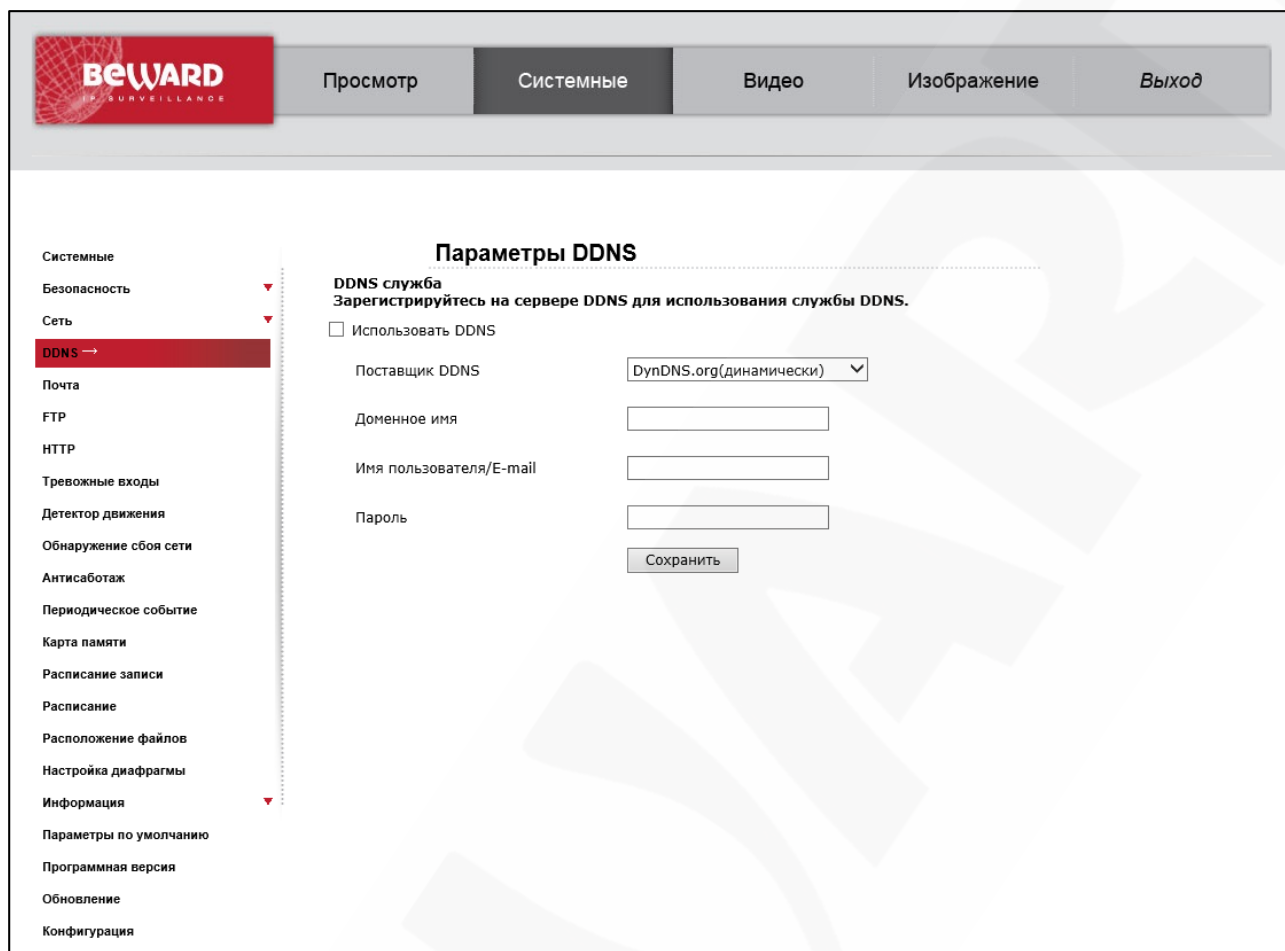 BEWARD
IP SURVEILLANCE
Просмотр
Системные
Видео
Изображение
Выход
Системные
Безопасность
Сеть
DDNS →
Почта
FTP
HTTP
Тревожные входы
Детектор движения
Обнаружение сбоя сети
Антисаботаж
Периодическое событие
Карта памяти
Расписание записи
Расписание
Расположение файлов
Настройка диафрагмы
Информация
Параметры по умолчанию
Программная версия
Обновление
Конфигурация
Параметры DDNS
DDNS служба
Зарегистрируйтесь на сервере DDNS для использования службы DDNS.
Использовать DDNS
Поставщик DDNS
DynDNS.org(динамически)
Доменное имя
Имя пользователя/E-mail
Пароль
Сохранить